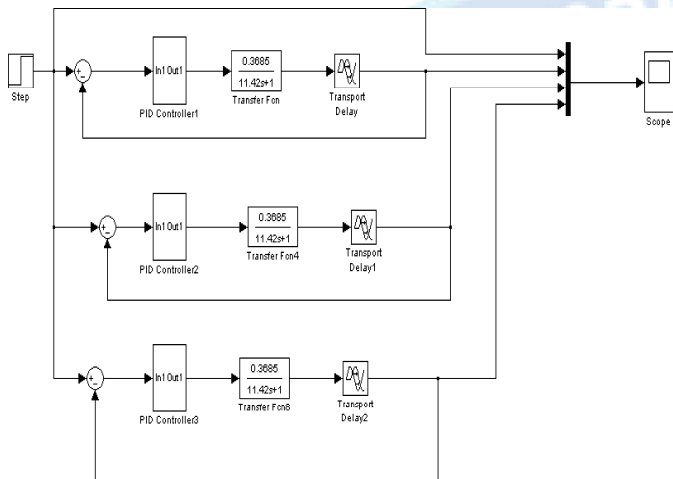 Step
+
-
In1 Out1
PID Controller1
0.3685
11.42s+1
Transfer Fcn
Transport
Delay
Scope
+
-
In1 Out1
PID Controller2
0.3685
11.42s+1
Transfer Fcn4
Transport
Delay1
+
-
In1 Out1
PID Controller3
0.3685
11.42s+1
Transfer Fcn8
Transport
Delay2